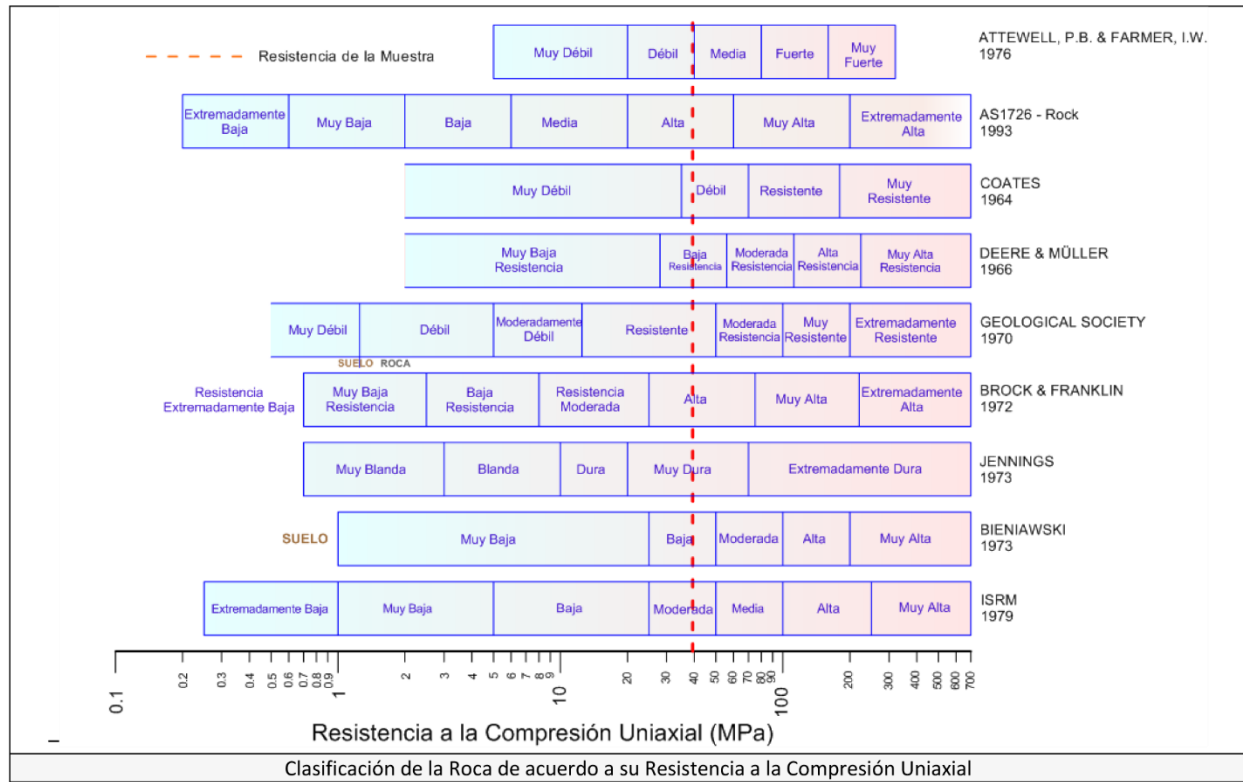 Resistencia de la Muestra
Muy Débil
Débil
Media
Fuerte
Muy
Fuerte
ATTEWELL, P.B. & FARMER, I.W.
1976
Extremadamente
Baja
Muy Baja
Baja
Media
Alta
Muy Alta
Extremadamente
Alta
AS1726 - Rock
1993
Muy Débil
Débil
Resistente
Muy
Resistente
COATES
1964
Muy Baja
Resistencia
Baja
Resistencia
Moderada
Resistencia
Alta
Resistencia
Muy Alta
Resistencia
DEERE & MÜLLER
1966
Muy Débil
Débil
Moderadamente
Débil
Resistente
Moderada
Resistencia
Muy
Resistente
Extremadamente
Resistente
GEOLOGICAL SOCIETY
1970
SUELO ROCA
Resistencia
Extremadamente Baja
Muy Baja
Resistencia
Baja
Resistencia
Resistencia
Moderada
Alta
Muy Alta
Extremadamente
Alta
BROCK & FRANKLIN
1972
Muy Blanda
Blanda
Dura
Muy Dura
Extremadamente Dura
JENNINGS
1973
SUELO
Muy Baja
Baja
Moderada
Alta
Muy Alta
BIENIAWSKI
1973
Extremadamente Baja
Muy Baja
Baja
Moderada
Media
Alta
Muy Alta
ISRM
1979
0.1
0.2
0.3
0.4
0.5
0.6
0.7
0.8
0.9
1
2
3
4
5
6
7
8
9
10
20
30
40
50
60
70
80
90
100
200
300
400
500
600
700
Resistencia a la Compresión Uniaxial (MPa)
Clasificación de la Roca de acuerdo a su Resistencia a la Compresión Uniaxial